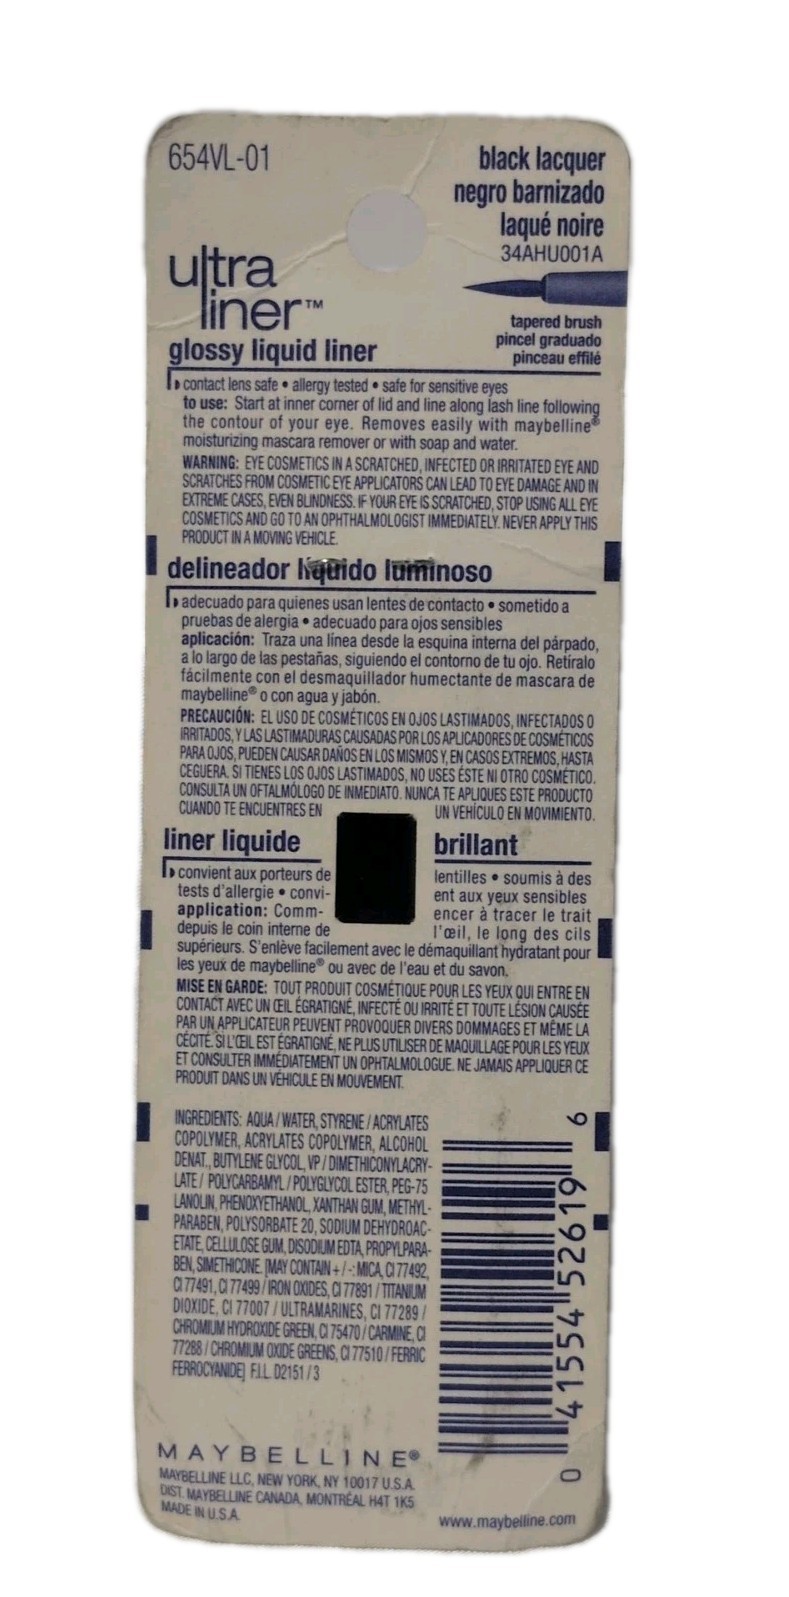 654VL-01
black lacquer
negro barnizado
laqué noire
34AHU001A
ultra
liner™
glossy liquid liner
tapered brush
pincel graduado
pinceau effilé
contact lens safe • allergy tested • safe for sensitive eyes
to use: Start at inner corner of lid and line along lash line following
the contour of your eye. Removes easily with maybelline®
moisturizing mascara remover or with soap and water.
WARNING: EYE COSMETICS IN A SCRATCHED, INFECTED OR IRRITATED EYE AND
SCRATCHES FROM COSMETIC EYE APPLICATORS CAN LEAD TO EYE DAMAGE AND IN
EXTREME CASES, EVEN BLINDNESS. IF YOUR EYE IS SCRATCHED, STOP USING ALL EYE
COSMETICS AND GO TO AN OPHTHALMOLOGIST IMMEDIATELY. NEVER APPLY THIS
PRODUCT IN A MOVING VEHICLE.
delineador líquido luminoso
adecuado para quienes usan lentes de contacto • sometido a
pruebas de alergia • adecuado para ojos sensibles
aplicación: Traza una línea desde la esquina interna del párpado,
a lo largo de las pestañas, siguiendo el contorno de tu ojo. Retíralo
fácilmente con el desmaquillador humectante de mascara de
maybelline® o con agua y jabón.
PRECAUCIÓN: EL USO DE COSMÉTICOS EN OJOS LASTIMADOS, INFECTADOS O
IRRITADOS, Y LAS LASTIMADURAS CAUSADAS POR LOS APLICADORES DE COSMÉTICOS
PARA OJOS, PUEDEN CAUSAR DAÑOS EN LOS MISMOS Y, EN CASOS EXTREMOS, HASTA
CEGUERA. SI TIENES LOS OJOS LASTIMADOS, NO USES ÉSTE NI OTRO COSMÉTICO.
CONSULTA UN OFTALMÓLOGO DE INMEDIATO. NUNCA TE APLIQUES ESTE PRODUCTO
CUANDO TE ENCUENTRES EN UN VEHÍCULO EN MOVIMIENTO.
liner liquide brillant
convient aux porteurs de lentilles • soumis à des
tests d'allergie • convi- ent aux yeux sensibles
application: Comm- encer à tracer le trait
depuis le coin interne de l'œil, le long des cils
supérieurs. S'enlève facilement avec le démaquillant hydratant pour
les yeux de maybelline® ou avec de l'eau et du savon.
MISE EN GARDE: TOUT PRODUIT COSMÉTIQUE POUR LES YEUX QUI ENTRE EN
CONTACT AVEC UN ŒIL ÉGRATIGNÉ, INFECTÉ OU IRRITÉ ET TOUTE LÉSION CAUSÉE
PAR UN APPLICATEUR PEUVENT PROVOQUER DIVERS DOMMAGES ET MÊME LA
CÉCITÉ. SI L'ŒIL EST ÉGRATIGNÉ, NE PLUS UTILISER DE MAQUILLAGE POUR LES YEUX
ET CONSULTER IMMÉDIATEMENT UN OPHTALMOLOGUE. NE JAMAIS APPLIQUER CE
PRODUIT DANS UN VÉHICULE EN MOUVEMENT.
INGREDIENTS: AQUA / WATER, STYRENE / ACRYLATES
COPOLYMER, ACRYLATES COPOLYMER, ALCOHOL
DENAT., BUTYLENE GLYCOL, VP / DIMETHICONYLACRY-
LATE / POLYCARBAMYL / POLYGLYCOL ESTER, PEG-75
LANOLIN, PHENOXYETHANOL, XANTHAN GUM, METHYL-
PARABEN, POLYSORBATE 20, SODIUM DEHYDROAC-
ETATE, CELLULOSE GUM, DISODIUM EDTA, PROPYLPARA-
BEN, SIMETHICONE. [MAY CONTAIN + / - : MICA, CI 77492,
CI 77491, CI 77499 / IRON OXIDES, CI 77891 / TITANIUM
DIOXIDE, CI 77007 / ULTRAMARINES, CI 77289 /
CHROMIUM HYDROXIDE GREEN, CI 75470 / CARMINE, CI
77288 / CHROMIUM OXIDE GREENS, CI 77510 / FERRIC
FERROCYANIDE] F.I.L. D2151 / 3
0 41554 52619 6
MAYBELLINE®
MAYBELLINE LLC, NEW YORK, NY 10017 U.S.A.
DIST. MAYBELLINE CANADA, MONTRÉAL H4T 1K5
MADE IN U.S.A.
www.maybelline.com